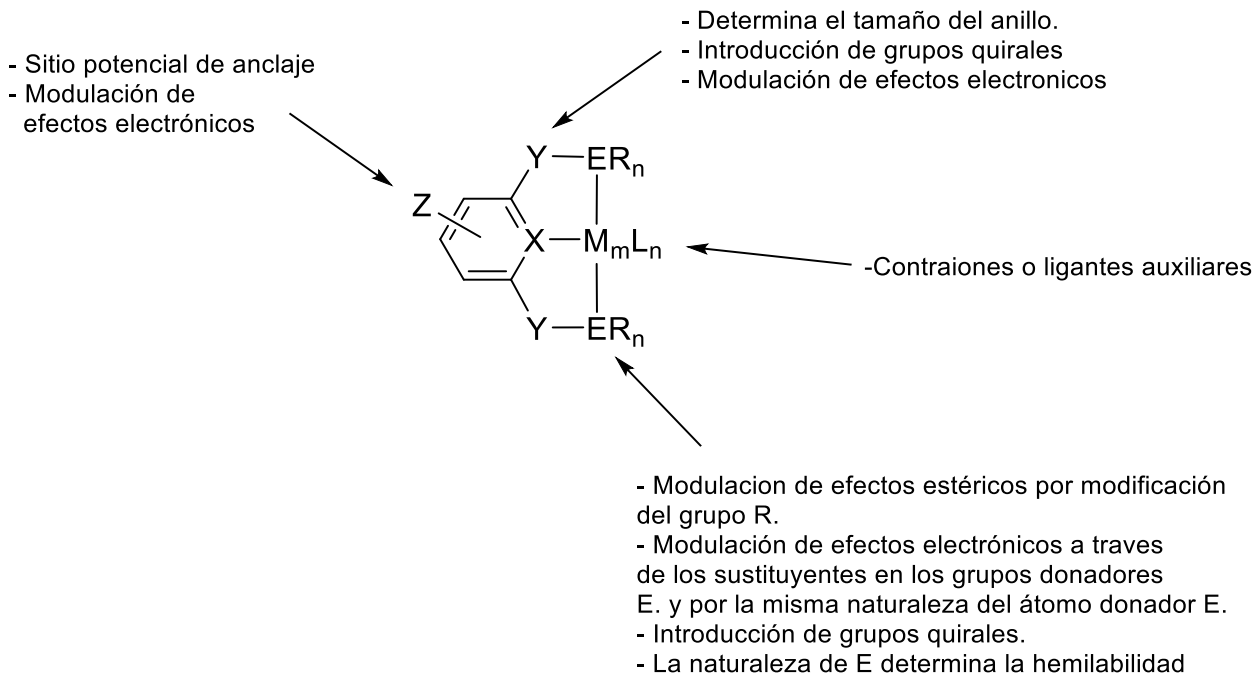 - Determina el tamaño del anillo.
- Introducción de grupos quirales
- Modulación de efectos electronicos
- Sitio potencial de anclaje
- Modulación de
efectos electrónicos
Y
ERn
Z
X
MmLn
-Contraiones o ligantes auxiliares
Y
ERn
- Modulacion de efectos estéricos por modificación
del grupo R.
- Modulación de efectos electrónicos a traves
de los sustituyentes en los grupos donadores
E. y por la misma naturaleza del átomo donador E.
- Introducción de grupos quirales.
- La naturaleza de E determina la hemilabilidad